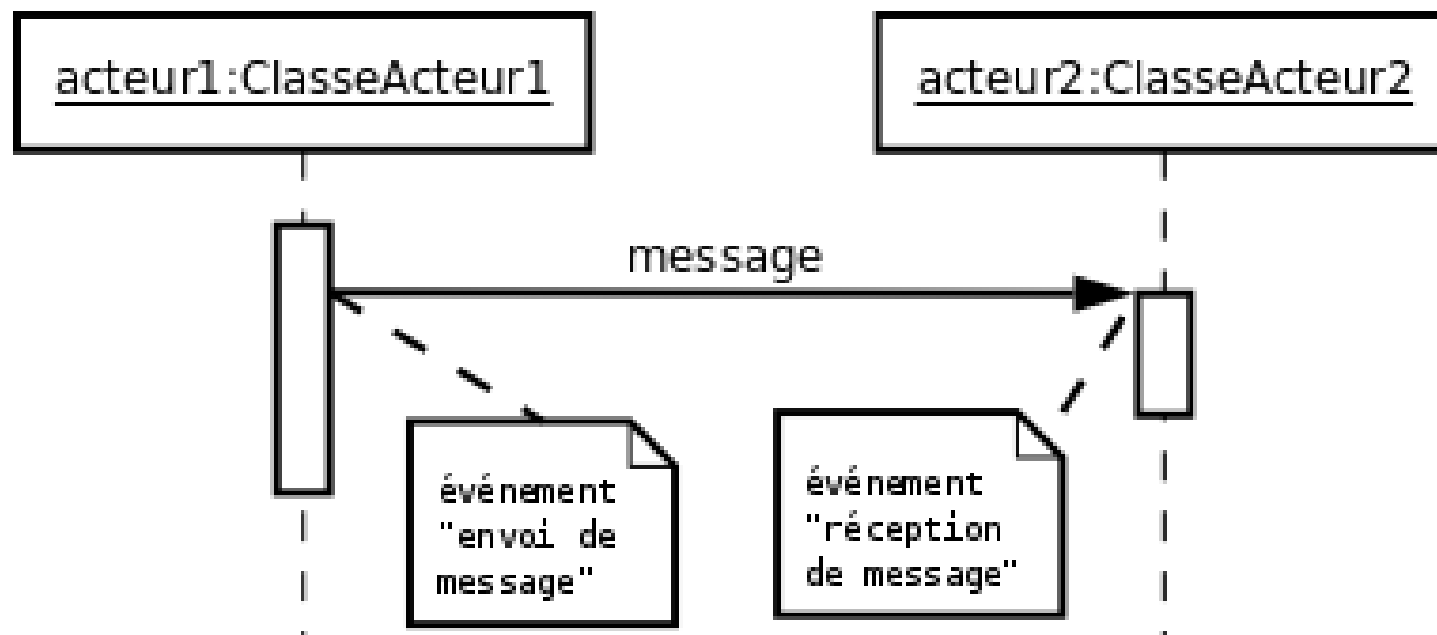 acteur1:ClasseActeur1
acteur2:ClasseActeur2
message
événement
"envoi de
message"
événement
"réception
de message"